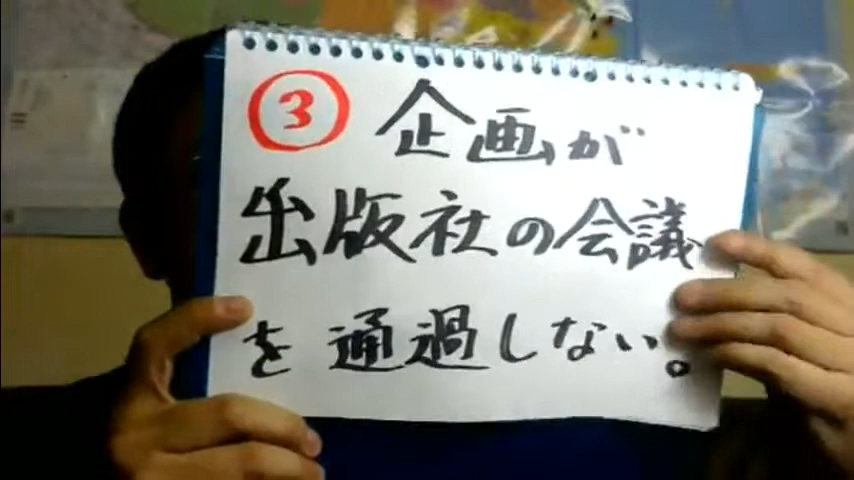 ③ 企画が
出版社の会議
を通過しない。